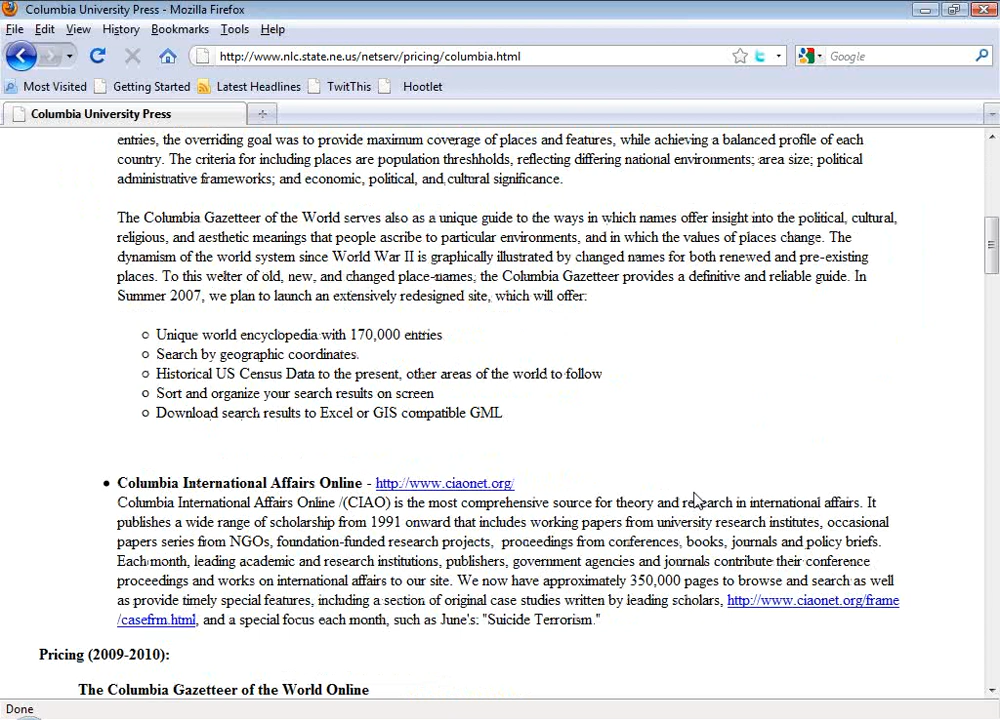 Columbia University Press - Mozilla Firefox
File Edit View History Bookmarks Tools Help
http://www.nlc.state.ne.us/netserv/pricing/columbia.html
Google
Most Visited Getting Started Latest Headlines TwitThis Hootlet
Columbia University Press
entries, the overriding goal was to provide maximum coverage of places and features, while achieving a balanced profile of each
country. The criteria for including places are population threshholds, reflecting differing national environments; area size; political
administrative frameworks; and economic, political, and cultural significance.
The Columbia Gazetteer of the World serves also as a unique guide to the ways in which names offer insight into the political, cultural,
religious, and aesthetic meanings that people ascribe to particular environments, and in which the values of places change. The
dynamism of the world system since World War II is graphically illustrated by changed names for both renewed and pre-existing
places. To this welter of old, new, and changed place-names, the Columbia Gazetteer provides a definitive and reliable guide. In
Summer 2007, we plan to launch an extensively redesigned site, which will offer:
Unique world encyclopedia with 170,000 entries
Search by geographic coordinates.
Historical US Census Data to the present, other areas of the world to follow
Sort and organize your search results on screen
Download search results to Excel or GIS compatible GML
Columbia International Affairs Online - http://www.ciaonet.org/
Columbia International Affairs Online /(CIAO) is the most comprehensive source for theory and research in international affairs. It
publishes a wide range of scholarship from 1991 onward that includes working papers from university research institutes, occasional
papers series from NGOs, foundation-funded research projects, proceedings from conferences, books, journals and policy briefs.
Each month, leading academic and research institutions, publishers, government agencies and journals contribute their conference
proceedings and works on international affairs to our site. We now have approximately 350,000 pages to browse and search as well
as provide timely special features, including a section of original case studies written by leading scholars, http://www.ciaonet.org/frame
/casefrm.html, and a special focus each month, such as June's: "Suicide Terrorism."
Pricing (2009-2010):
The Columbia Gazetteer of the World Online
Done